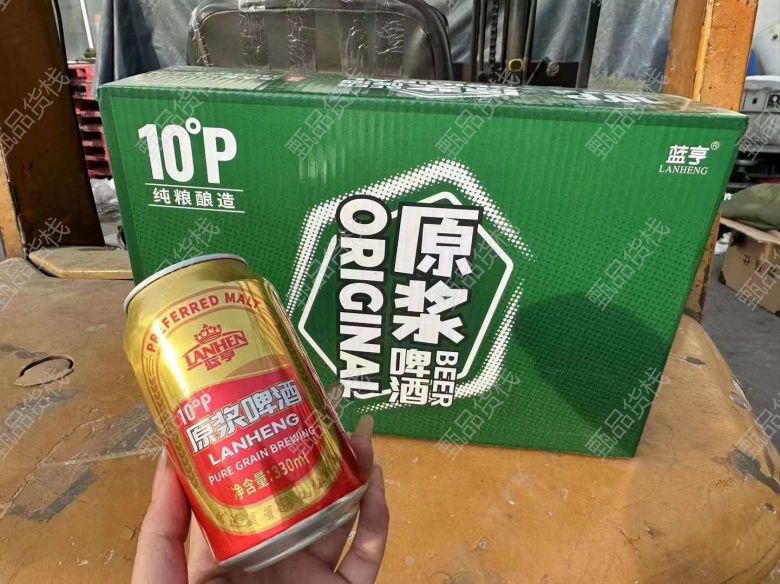 10°P
纯粮酿造
蓝亨®
LANHENG
原浆
啤酒
ORIGINAL
BEER
PREFERRED MALT
LANHEN
蓝亨
10°P
原浆啤酒
LANHENG
PURE GRAIN BREWING
净含量:330ml
甄品货栈